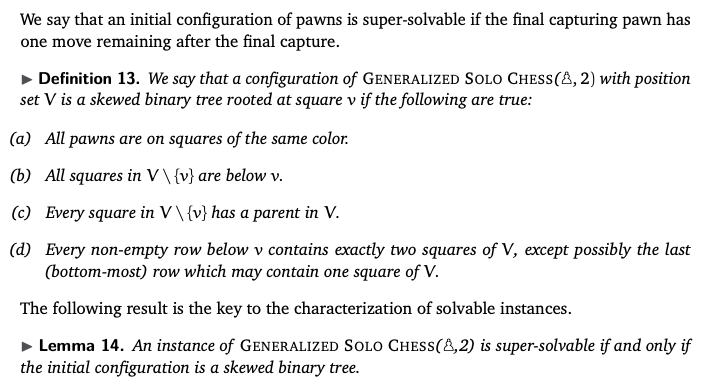 We say that an initial configuration of pawns is super-solvable if the final capturing pawn has
one move remaining after the final capture.
▶ Definition 13. We say that a configuration of GENERALIZED SOLO CHESS(♙, 2) with position
set V is a skewed binary tree rooted at square v if the following are true:
(a) All pawns are on squares of the same color.
(b) All squares in V \ {v} are below v.
(c) Every square in V \ {v} has a parent in V.
(d) Every non-empty row below v contains exactly two squares of V, except possibly the last
(bottom-most) row which may contain one square of V.
The following result is the key to the characterization of solvable instances.
▶ Lemma 14. An instance of GENERALIZED SOLO CHESS(♙,2) is super-solvable if and only if
the initial configuration is a skewed binary tree.